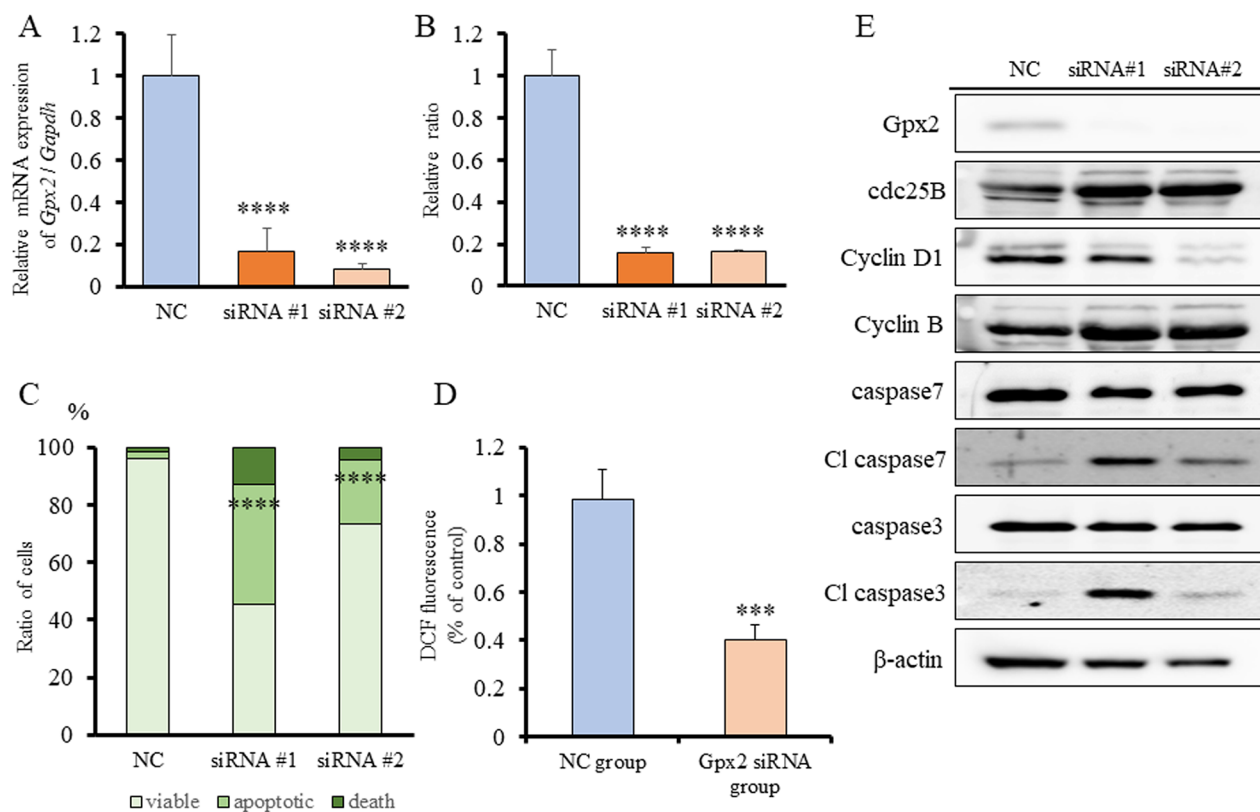 A
Relative mRNA expression
of Gpx2 / Gapdh
1.2
1
0.8
0.6
0.4
0.2
0
****
****
NC
siRNA #1
siRNA #2
B
Relative ratio
1.2
1
0.8
0.6
0.4
0.2
0
****
****
NC
siRNA #1
siRNA #2
C
%
Ratio of cells
100
80
60
40
20
0
****
****
NC
siRNA #1
siRNA #2
viable
apoptotic
death
D
DCF fluorescence
(% of control)
1.2
1
0.8
0.6
0.4
0.2
0
***
NC group
Gpx2 siRNA
group
E
NC siRNA#1 siRNA#2
Gpx2
cdc25B
Cyclin D1
Cyclin B
caspase7
Cl caspase7
caspase3
Cl caspase3
β-actin